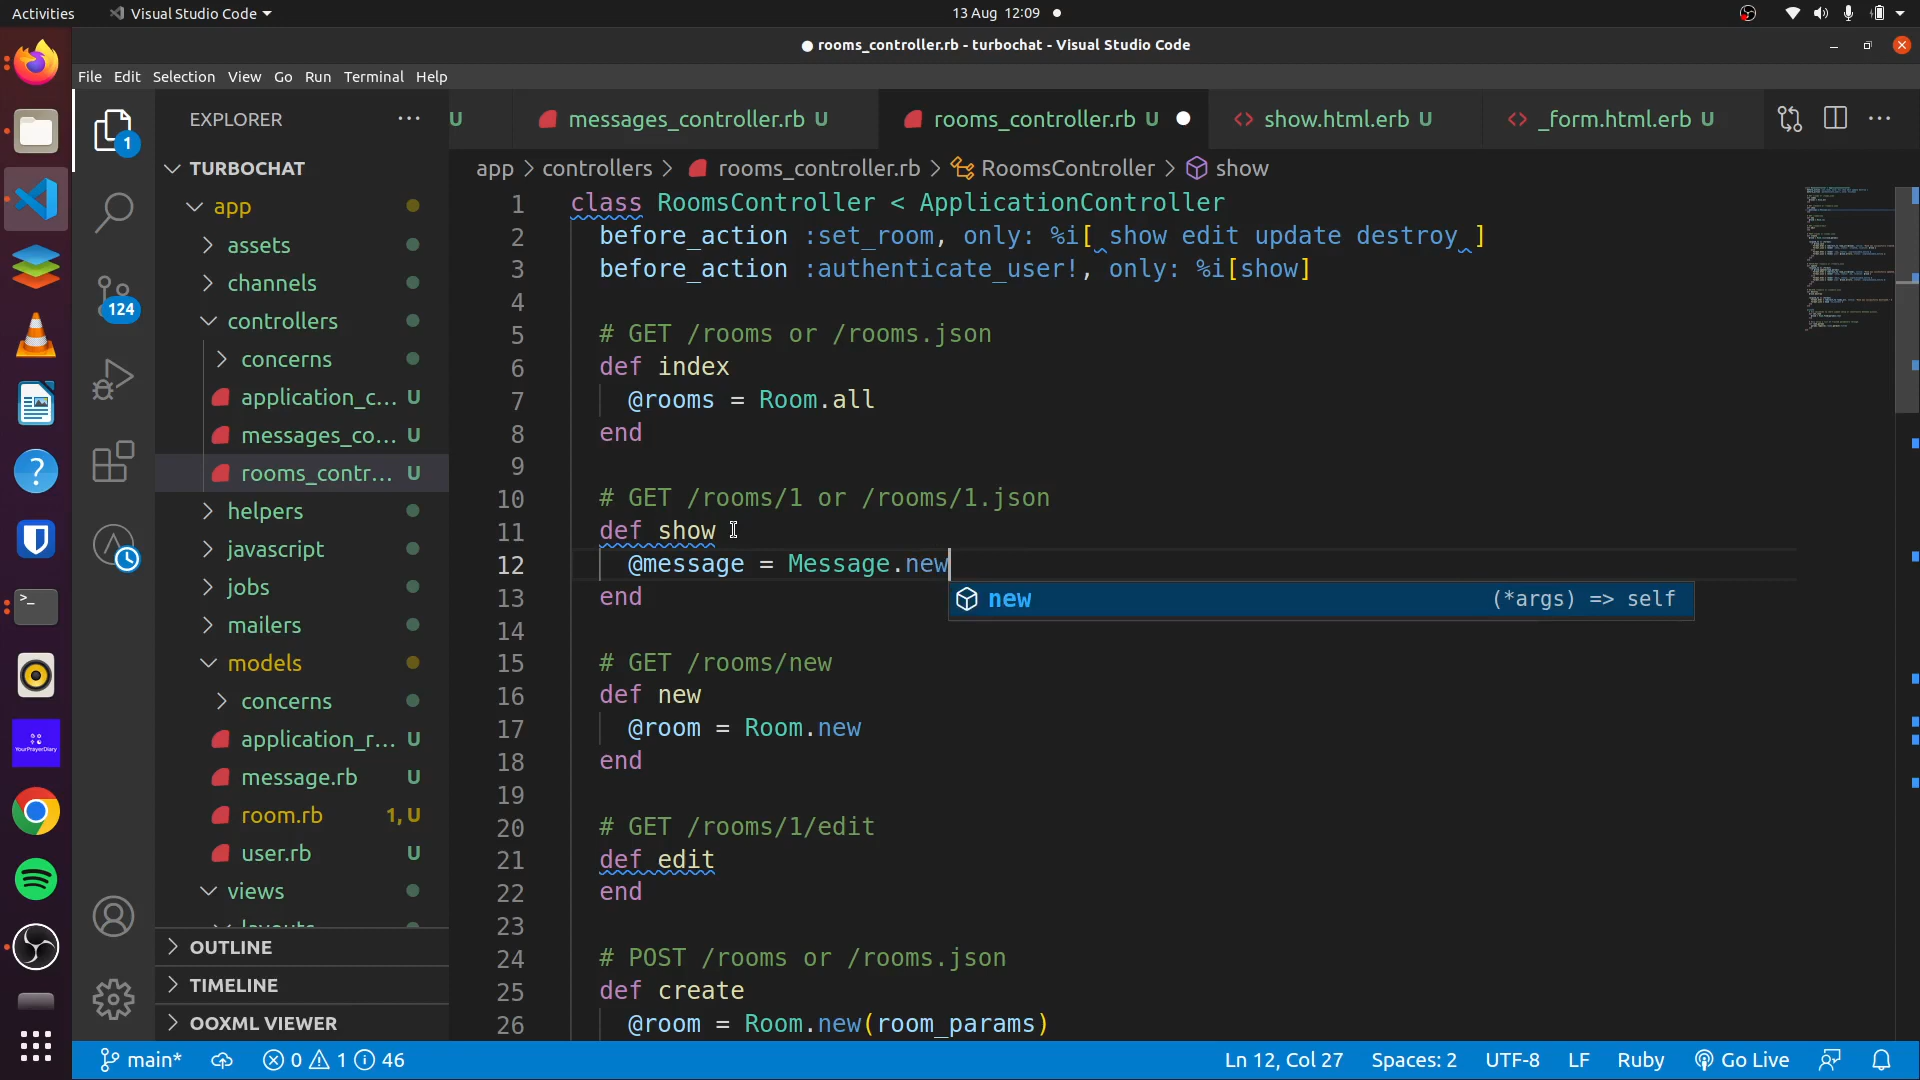 Activities
Visual Studio Code
13 Aug 12:09
● rooms_controller.rb - turbochat - Visual Studio Code
File Edit Selection View Go Run Terminal Help
EXPLORER
U
messages_controller.rb U
rooms_controller.rb U
show.html.erb U
_form.html.erb U
1
TURBOCHAT
app > controllers > rooms_controller.rb > RoomsController > show
app
assets
channels
124
controllers
concerns
application_c... U
messages_co... U
rooms_contr... U
helpers
javascript
jobs
mailers
models
concerns
application_r... U
message.rb U
room.rb 1, U
user.rb U
views
OUTLINE
TIMELINE
OOXML VIEWER
YourPrayerDiary
1 class RoomsController < ApplicationController
2 before_action :set_room, only: %i[ show edit update destroy ]
3 before_action :authenticate_user!, only: %i[show]
4
5 # GET /rooms or /rooms.json
6 def index
7 @rooms = Room.all
8 end
9
10 # GET /rooms/1 or /rooms/1.json
11 def show
12 @message = Message.new
new (*args) => self
13 end
14
15 # GET /rooms/new
16 def new
17 @room = Room.new
18 end
19
20 # GET /rooms/1/edit
21 def edit
22 end
23
24 # POST /rooms or /rooms.json
25 def create
26 @room = Room.new(room_params)
main* 0 1 46
Ln 12, Col 27 Spaces: 2 UTF-8 LF Ruby Go Live